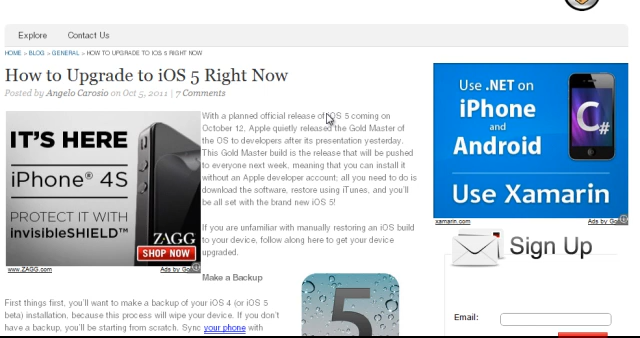 Explore Contact Us
HOME > BLOG > GENERAL > HOW TO UPGRADE TO IOS 5 RIGHT NOW
How to Upgrade to iOS 5 Right Now
Posted by Angelo Carosio on Oct 5, 2011 | 7 Comments
IT'S HERE
iPhone® 4S
PROTECT IT WITH
invisibleSHIELD™
ZAGG
SHOP NOW
www.ZAGG.com Ads by Go
With a planned official release of iOS 5 coming on
October 12, Apple quietly released the Gold Master of
the OS to developers after its presentation yesterday.
This Gold Master build is the release that will be pushed
to everyone next week, meaning that you can install it
without an Apple developer account; all you need to do is
download the software, restore using iTunes, and you'll
be all set with the brand new iOS 5!
If you are unfamiliar with manually restoring an iOS build
to your device, follow along here to get your device
upgraded.
Make a Backup
5
First things first, you'll want to make a backup of your iOS 4 (or iOS 5
beta) installation, because this process will wipe your device. If you don't
have a backup, you'll be starting from scratch. Sync your phone with
Use .NET on
iPhone
and
Android
C#
Use Xamarin
xamarin.com Ads by Go
Sign Up
Email: